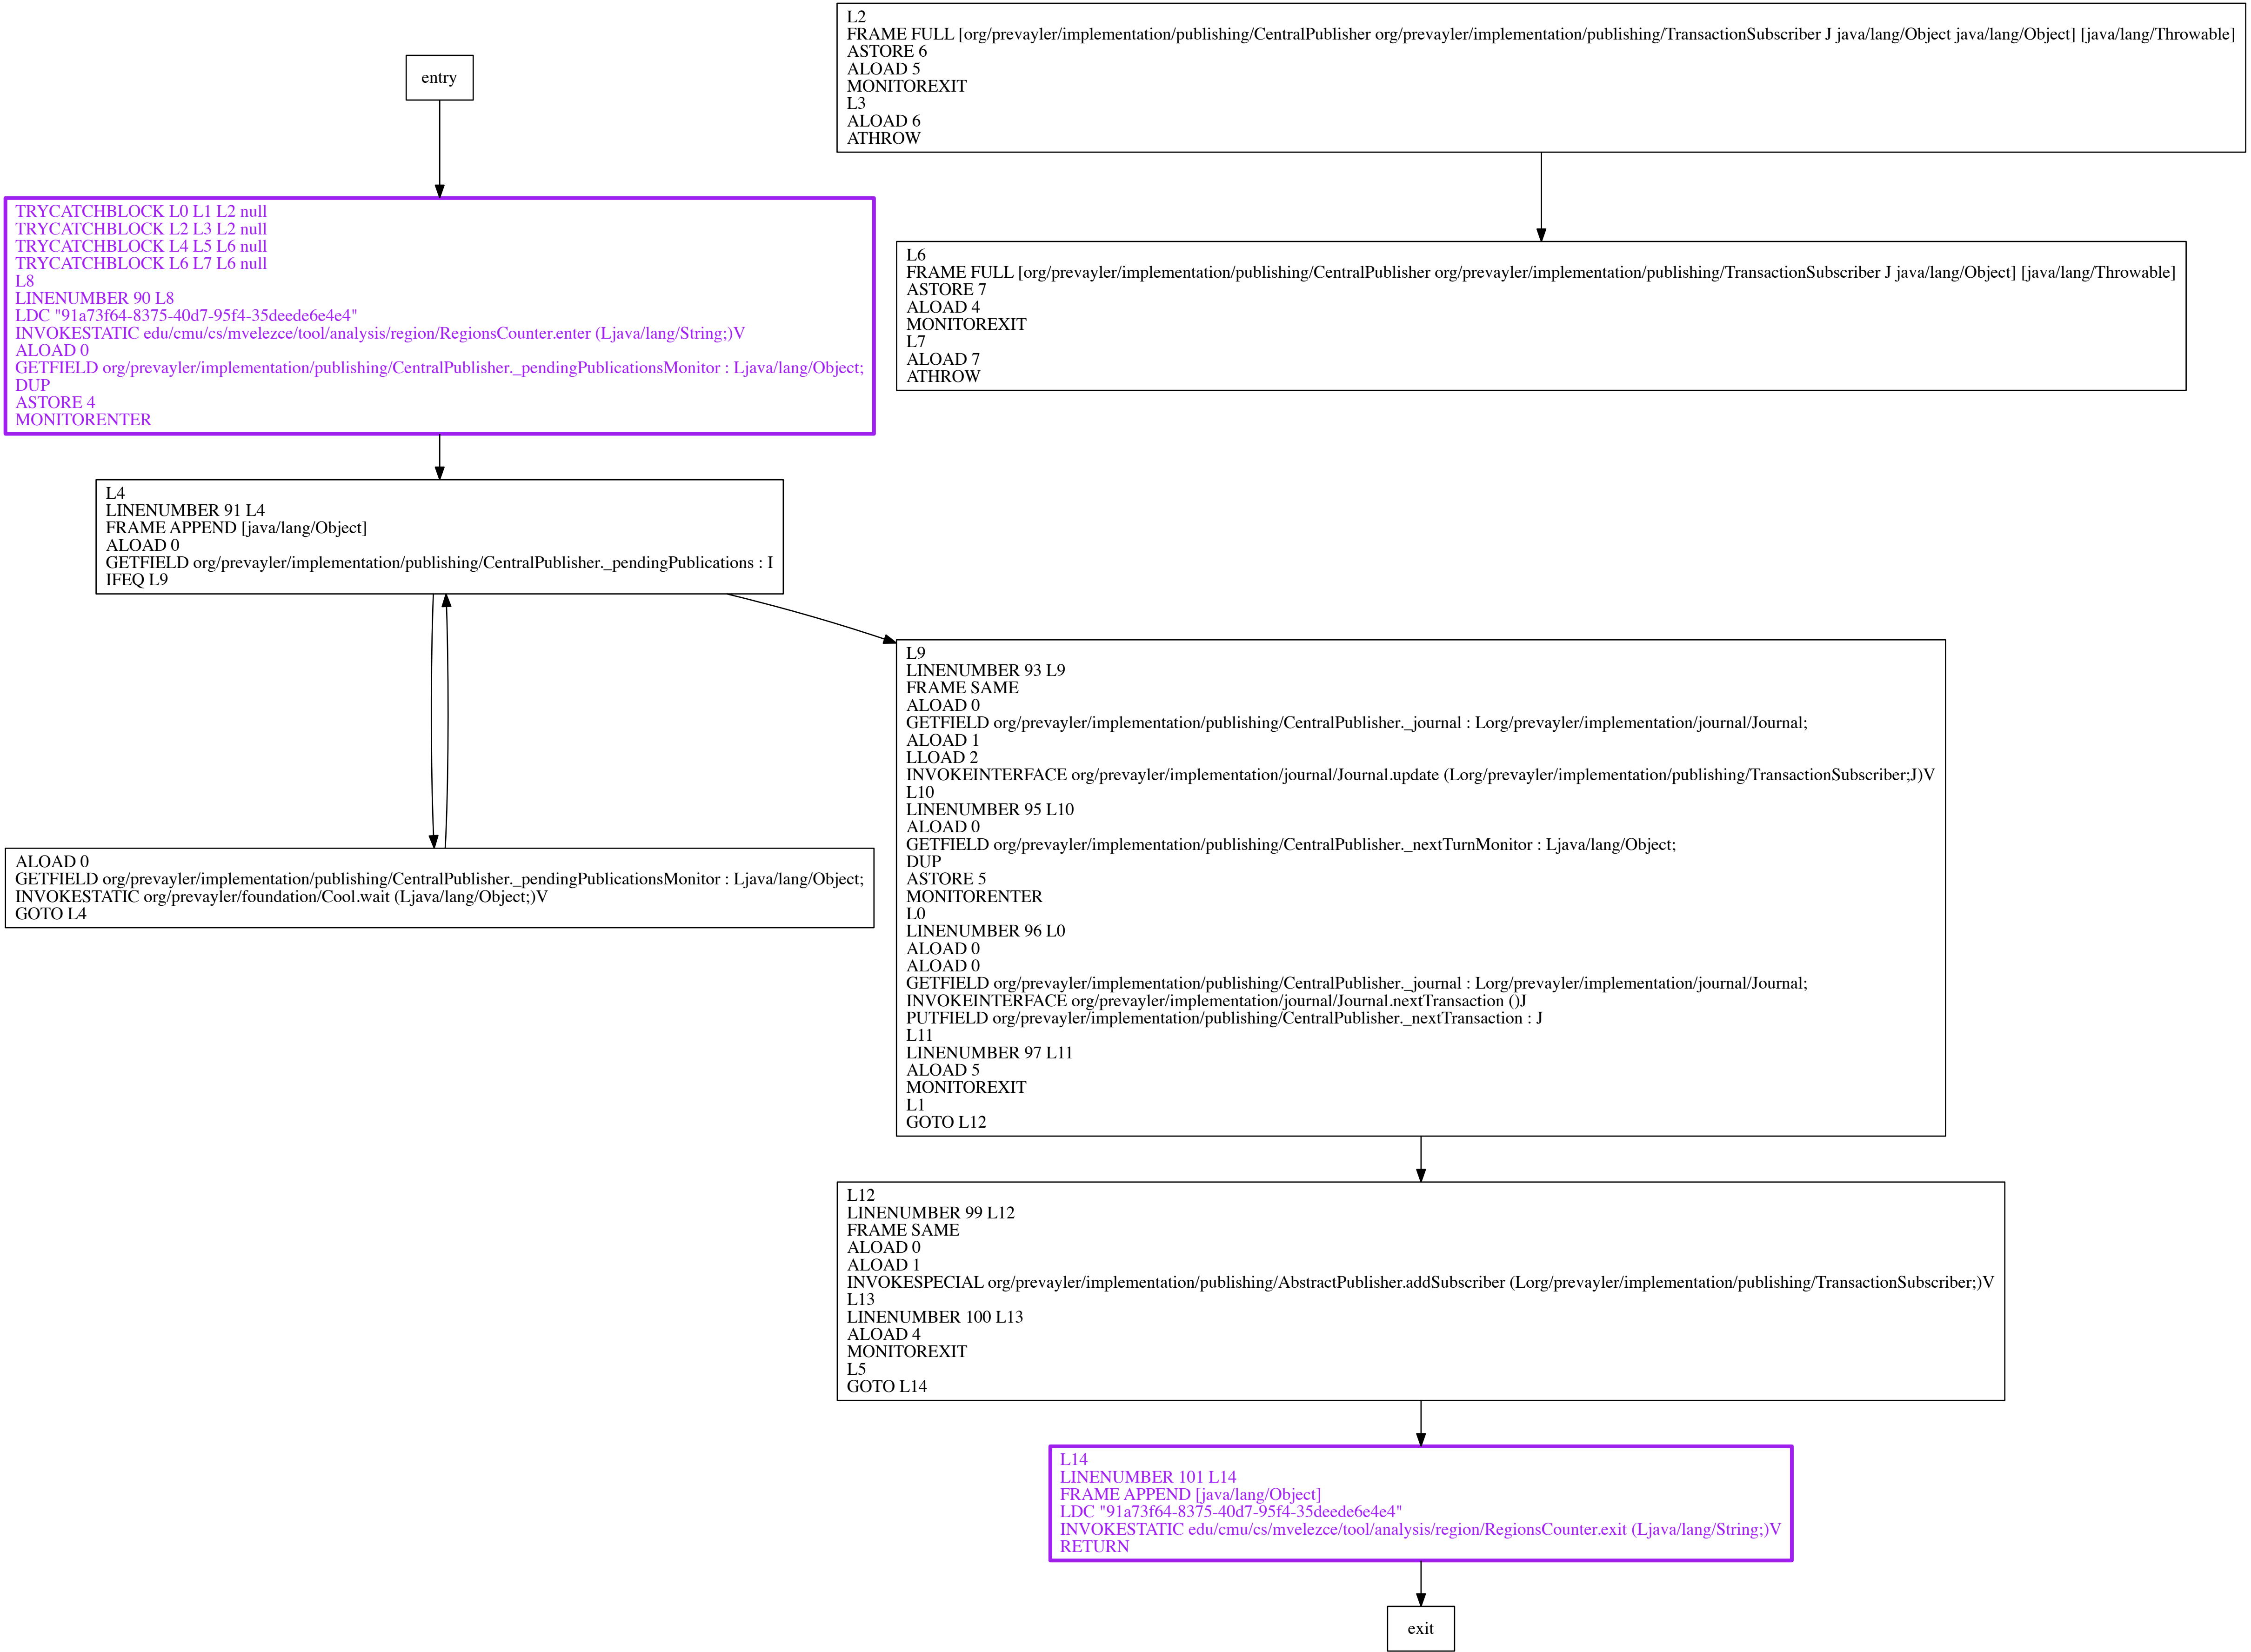 entry
TRYCATCHBLOCK L0 L1 L2 null
TRYCATCHBLOCK L2 L3 L2 null
TRYCATCHBLOCK L4 L5 L6 null
TRYCATCHBLOCK L6 L7 L6 null
L8
LINENUMBER 90 L8
LDC "91a73f64-8375-40d7-95f4-35deede6e4e4"
INVOKESTATIC edu/cmu/cs/mvelezce/tool/analysis/region/RegionsCounter.enter (Ljava/lang/String;)V
ALOAD 0
GETFIELD org/prevayler/implementation/publishing/CentralPublisher._pendingPublicationsMonitor : Ljava/lang/Object;
DUP
ASTORE 4
MONITORENTER
L4
LINENUMBER 91 L4
FRAME APPEND [java/lang/Object]
ALOAD 0
GETFIELD org/prevayler/implementation/publishing/CentralPublisher._pendingPublications : I
IFEQ L9
ALOAD 0
GETFIELD org/prevayler/implementation/publishing/CentralPublisher._pendingPublicationsMonitor : Ljava/lang/Object;
INVOKESTATIC org/prevayler/foundation/Cool.wait (Ljava/lang/Object;)V
GOTO L4
L2
FRAME FULL [org/prevayler/implementation/publishing/CentralPublisher org/prevayler/implementation/publishing/TransactionSubscriber J java/lang/Object java/lang/Object] [java/lang/Throwable]
ASTORE 6
ALOAD 5
MONITOREXIT
L3
ALOAD 6
ATHROW
L6
FRAME FULL [org/prevayler/implementation/publishing/CentralPublisher org/prevayler/implementation/publishing/TransactionSubscriber J java/lang/Object] [java/lang/Throwable]
ASTORE 7
ALOAD 4
MONITOREXIT
L7
ALOAD 7
ATHROW
L9
LINENUMBER 93 L9
FRAME SAME
ALOAD 0
GETFIELD org/prevayler/implementation/publishing/CentralPublisher._journal : Lorg/prevayler/implementation/journal/Journal;
ALOAD 1
LLOAD 2
INVOKEINTERFACE org/prevayler/implementation/journal/Journal.update (Lorg/prevayler/implementation/publishing/TransactionSubscriber;J)V
L10
LINENUMBER 95 L10
ALOAD 0
GETFIELD org/prevayler/implementation/publishing/CentralPublisher._nextTurnMonitor : Ljava/lang/Object;
DUP
ASTORE 5
MONITORENTER
L0
LINENUMBER 96 L0
ALOAD 0
ALOAD 0
GETFIELD org/prevayler/implementation/publishing/CentralPublisher._journal : Lorg/prevayler/implementation/journal/Journal;
INVOKEINTERFACE org/prevayler/implementation/journal/Journal.nextTransaction ()J
PUTFIELD org/prevayler/implementation/publishing/CentralPublisher._nextTransaction : J
L11
LINENUMBER 97 L11
ALOAD 5
MONITOREXIT
L1
GOTO L12
L12
LINENUMBER 99 L12
FRAME SAME
ALOAD 0
ALOAD 1
INVOKESPECIAL org/prevayler/implementation/publishing/AbstractPublisher.addSubscriber (Lorg/prevayler/implementation/publishing/TransactionSubscriber;)V
L13
LINENUMBER 100 L13
ALOAD 4
MONITOREXIT
L5
GOTO L14
L14
LINENUMBER 101 L14
FRAME APPEND [java/lang/Object]
LDC "91a73f64-8375-40d7-95f4-35deede6e4e4"
INVOKESTATIC edu/cmu/cs/mvelezce/tool/analysis/region/RegionsCounter.exit (Ljava/lang/String;)V
RETURN
exit